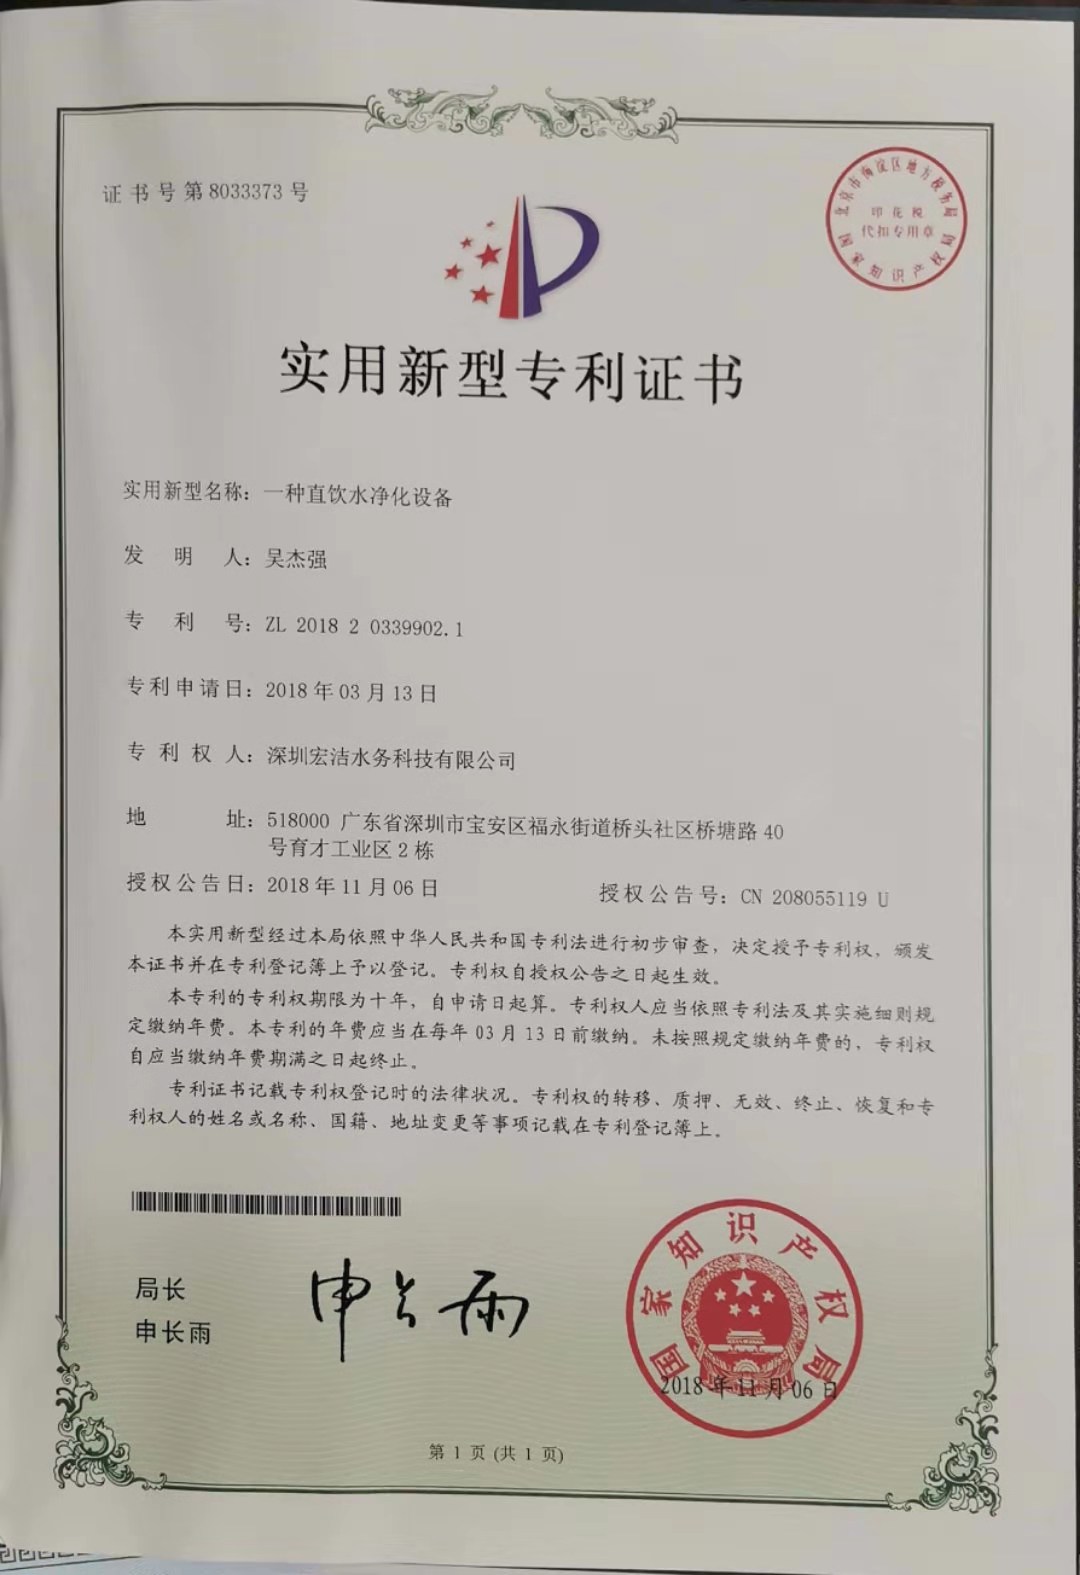 证书号第8033373号
北京市海淀区地方税务局
印花税
代扣专用章
国家知识产权局
实用新型专利证书
实用新型名称：一种直饮水净化设备
发明人：吴杰强
专利号：ZL 2018 2 0339902.1
专利申请日：2018年03月13日
专利权人：深圳宏洁水务科技有限公司
地址：518000 广东省深圳市宝安区福永街道桥头社区桥塘路40
号育才工业区2栋
授权公告日：2018年11月06日 授权公告号：CN 208055119 U
本实用新型经过本局依照中华人民共和国专利法进行初步审查，决定授予专利权，颁发
本证书并在专利登记簿上予以登记。专利权自授权公告之日起生效。
本专利的专利权期限为十年，自申请日起算。专利权人应当依照专利法及其实施细则规
定缴纳年费。本专利的年费应当在每年03月13日前缴纳。未按照规定缴纳年费的，专利权
自应当缴纳年费期满之日起终止。
专利证书记载专利权登记时的法律状况。专利权的转移、质押、无效、终止、恢复和专
利权人的姓名或名称、国籍、地址变更等事项记载在专利登记簿上。
局长
申长雨
申长雨
国家知识产权局
2018年11月06日
第1页(共1页)